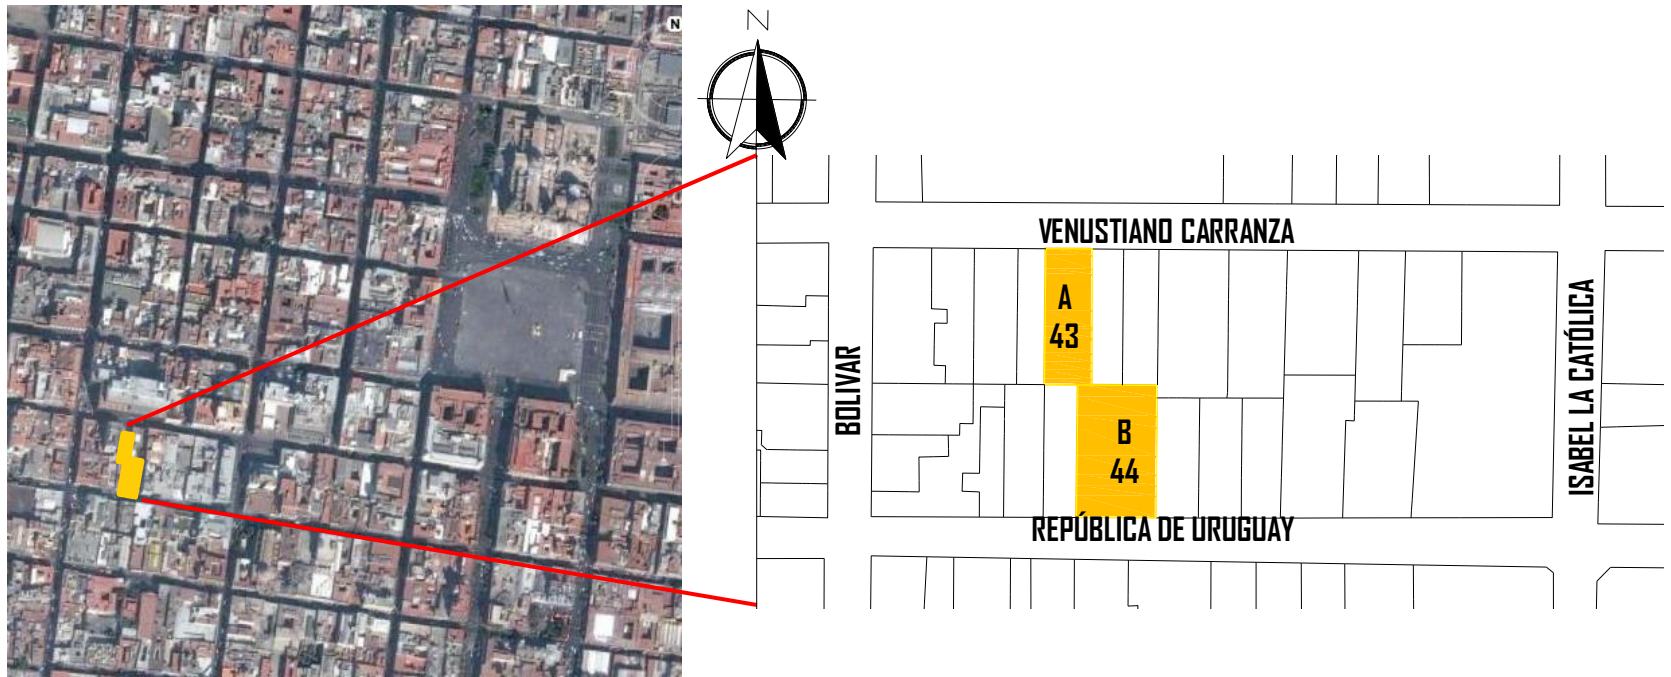 N
N
VENUSTIANO CARRANZA
A
43
BOLIVAR
ISABEL LA CATÓLICA
B
44
REPÚBLICA DE URUGUAY